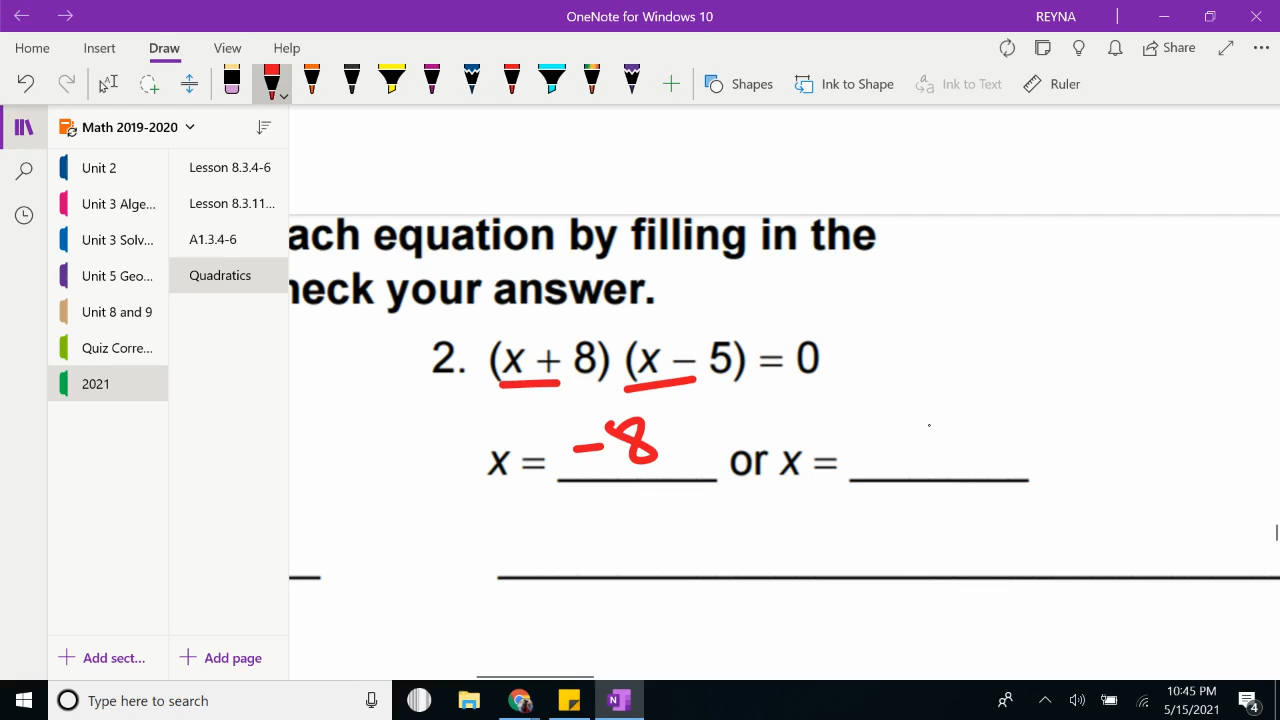 OneNote for Windows 10
REYNA
Home Insert Draw View Help
Share
Shapes Ink to Shape Ink to Text Ruler
Math 2019-2020
Unit 2
Unit 3 Alge...
Unit 3 Solv...
Unit 5 Geo...
Unit 8 and 9
Quiz Corre...
2021
Lesson 8.3.4-6
Lesson 8.3.11...
A1.3.4-6
Quadratics
ach equation by filling in the
heck your answer.
2. (x + 8) (x − 5) = 0
x = -8 or x =
Add sect...
Add page
Type here to search
10:45 PM
5/15/2021
4